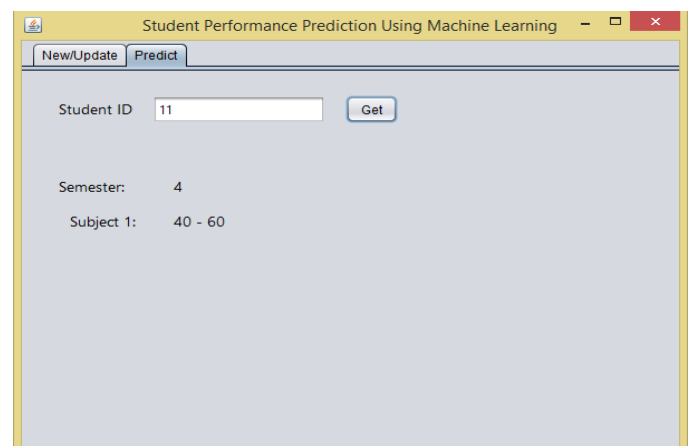 Student Performance Prediction Using Machine Learning
New/Update Predict
Student ID 11 Get
Semester: 4
Subject 1: 40 - 60